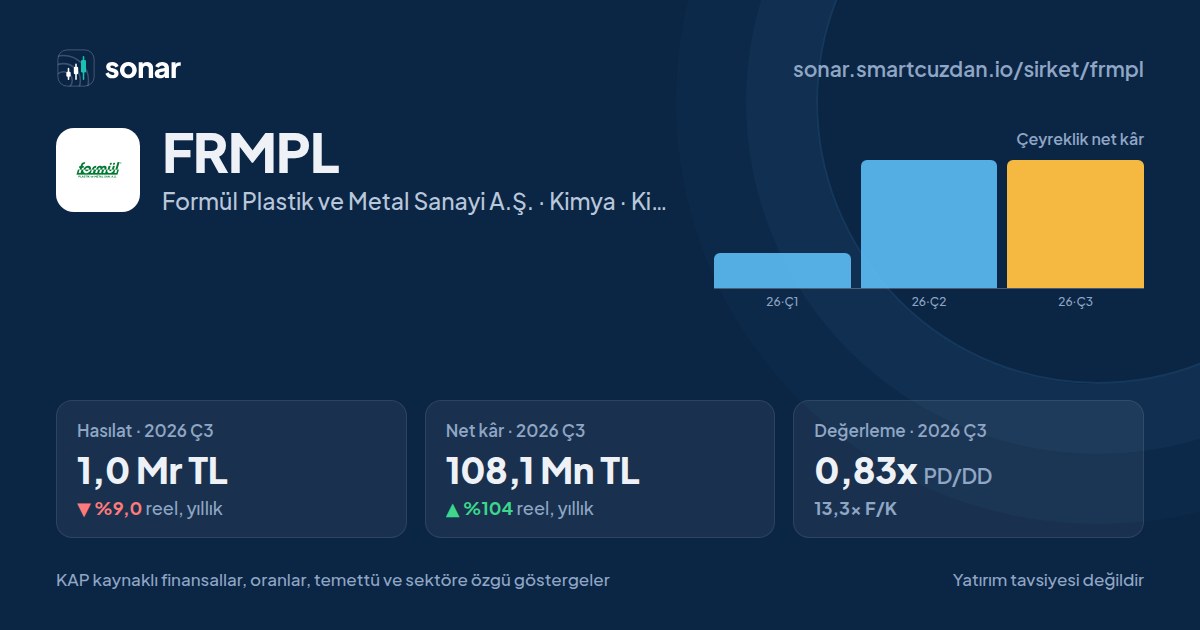 sonar
sonar.smartcuzdan.io/sirket/frmpl
formül
FRMPL
Formül Plastik ve Metal Sanayi A.Ş. · Kimya · Ki...
Çeyreklik net kâr
26·Ç1
26·Ç2
26·Ç3
Hasılat · 2026 Ç3
1,0 Mr TL
▼ %9,0 reel, yıllık
Net kâr · 2026 Ç3
108,1 Mn TL
▲ %104 reel, yıllık
Değerleme · 2026 Ç3
0,83x PD/DD
13,3x F/K
KAP kaynaklı finansallar, oranlar, temettü ve sektöre özgü göstergeler
Yatırım tavsiyesi değildir